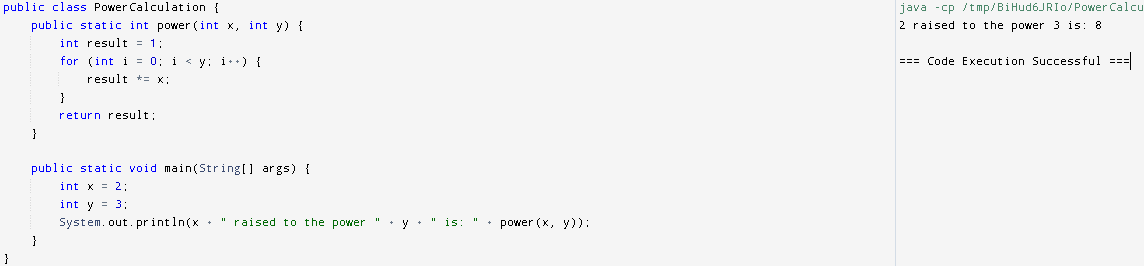 public class PowerCalculation {
    public static int power(int x, int y) {
        int result = 1;
        for (int i = 0; i < y; i++) {
            result *= x;
        }
        return result;
    }

    public static void main(String[] args) {
        int x = 2;
        int y = 3;
        System.out.println(x + " raised to the power " + y + " is: " + power(x, y));
    }
}
java -cp /tmp/BiHud6JRIo/PowerCalcu
2 raised to the power 3 is: 8

=== Code Execution Successful ===